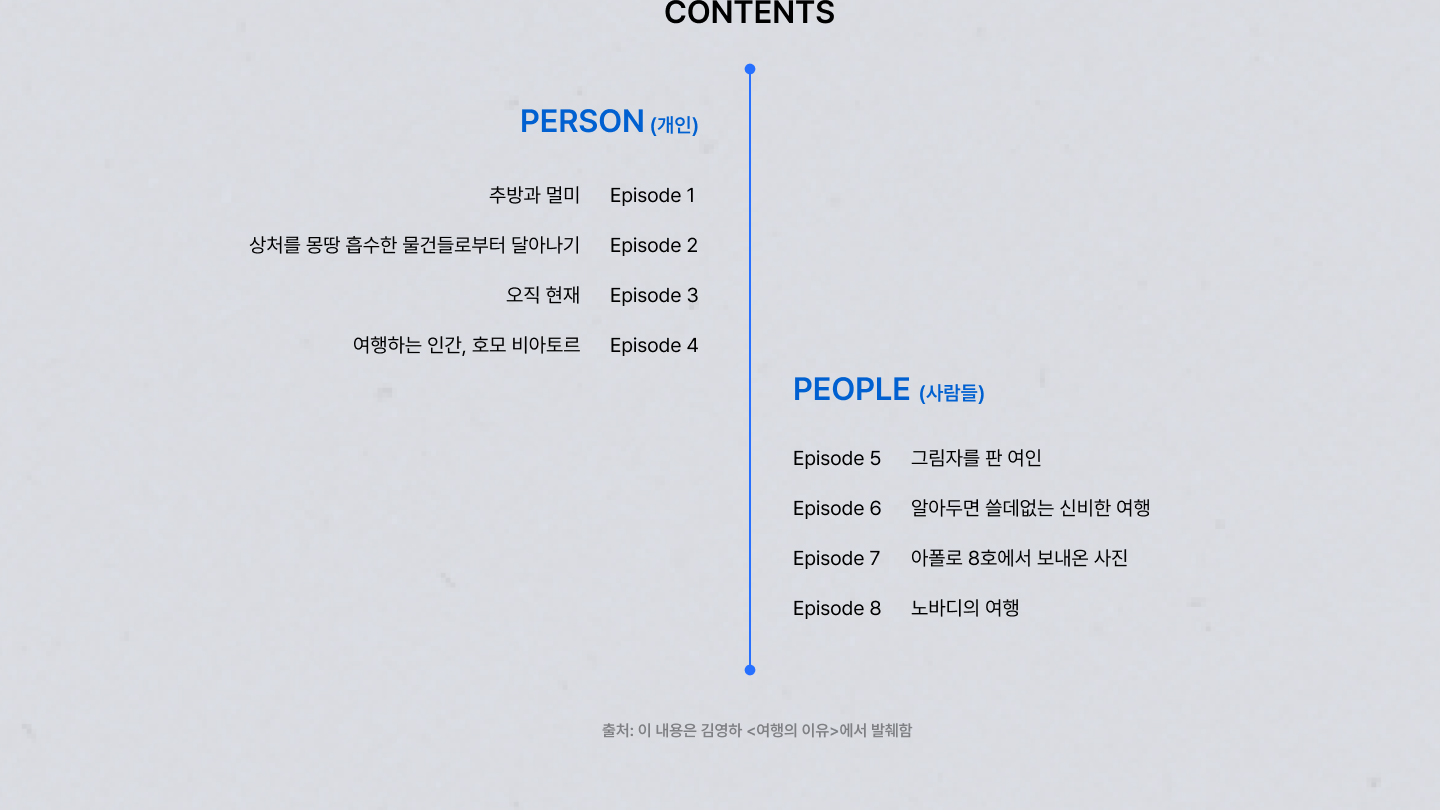 CONTENTS
PERSON (개인)
추방과 멀미 Episode 1
상처를 몽땅 흡수한 물건들로부터 달아나기 Episode 2
오직 현재 Episode 3
여행하는 인간, 호모 비아토르 Episode 4
PEOPLE (사람들)
Episode 5 그림자를 판 여인
Episode 6 알아두면 쓸데없는 신비한 여행
Episode 7 아폴로 8호에서 보내온 사진
Episode 8 노바디의 여행
출처: 이 내용은 김영하 <여행의 이유>에서 발췌함